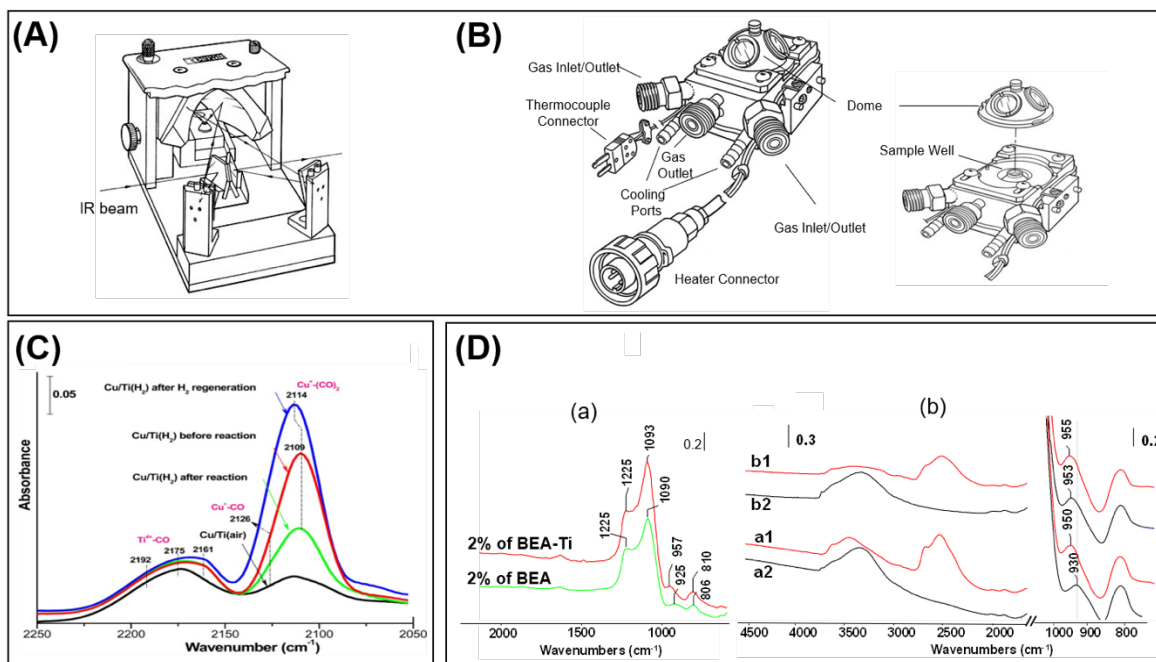 (A)
IR beam
(B)
Gas Inlet/Outlet
Thermocouple
Connector
Gas
Outlet
Cooling
Ports
Heater Connector
Gas Inlet/Outlet
Dome
Sample Well
(C)
0.05
Cu/Ti(H₂) after H₂ regeneration
Cu⁺-(CO)₂
2114
Cu/Ti(H₂) before reaction
2109
Cu/Ti(H₂) after reaction
Cu⁺-CO
2126
Cu/Ti(air)
Ti⁴⁺-CO
2192
2175
2161
Absorbance
2250
2200
2150
2100
2050
Wavenumber (cm⁻¹)
(D)
(a)
0.2
1093
1225
1090
1225
957
925
810
806
2% of BEA-Ti
2% of BEA
2000
1500
1000
Wavenumbers (cm⁻¹)
(b)
0.3
b1
b2
a1
a2
955
953
950
930
4500
4000
3500
3000
2500
2000
1000
900
800
Wavenumbers (cm⁻¹)